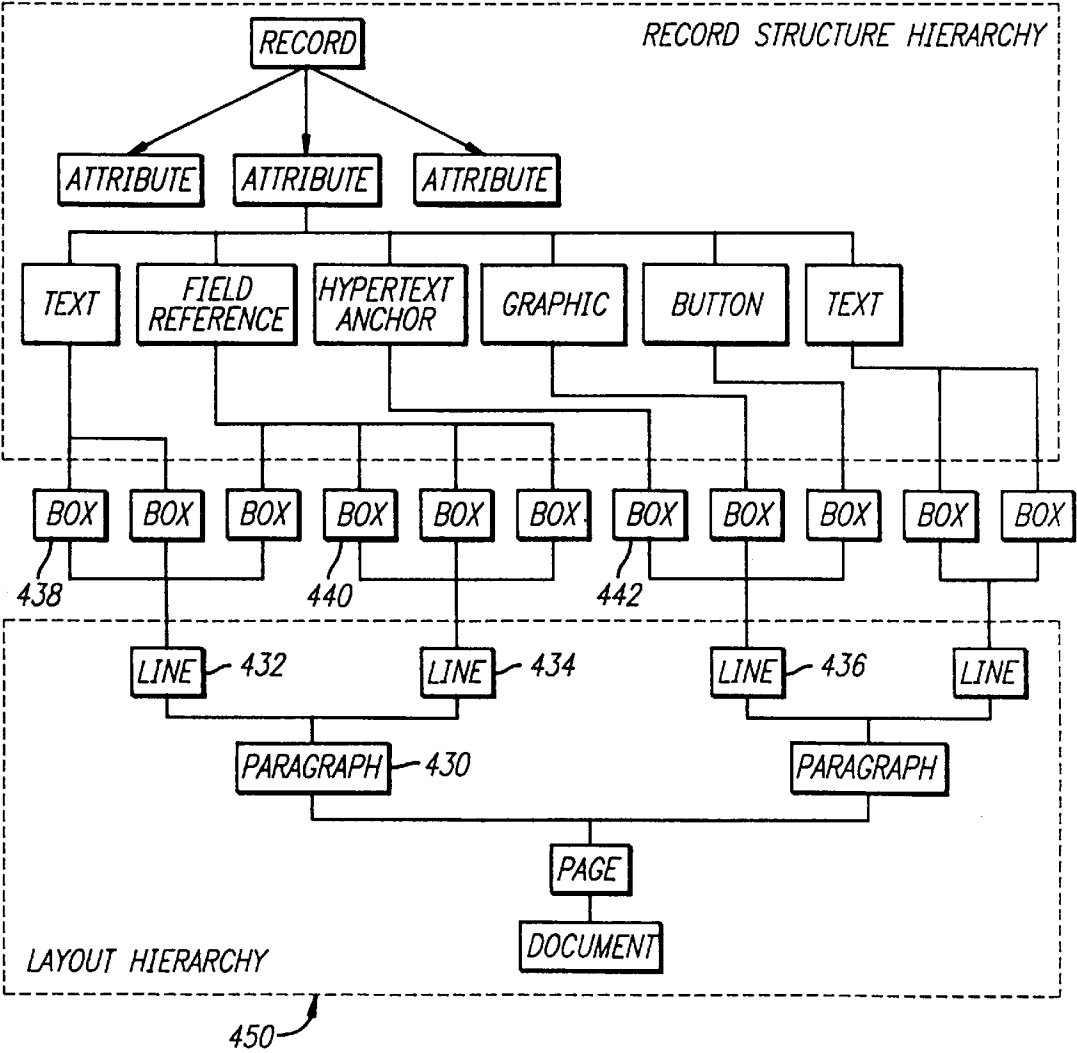 RECORD STRUCTURE HIERARCHY
RECORD
ATTRIBUTE
ATTRIBUTE
ATTRIBUTE
TEXT
FIELD
REFERENCE
HYPERTEXT
ANCHOR
GRAPHIC
BUTTON
TEXT
BOX
BOX
BOX
BOX
BOX
BOX
BOX
BOX
BOX
BOX
BOX
438
440
442
LINE
432
LINE
434
LINE
436
LINE
PARAGRAPH
430
PARAGRAPH
PAGE
DOCUMENT
LAYOUT HIERARCHY
450